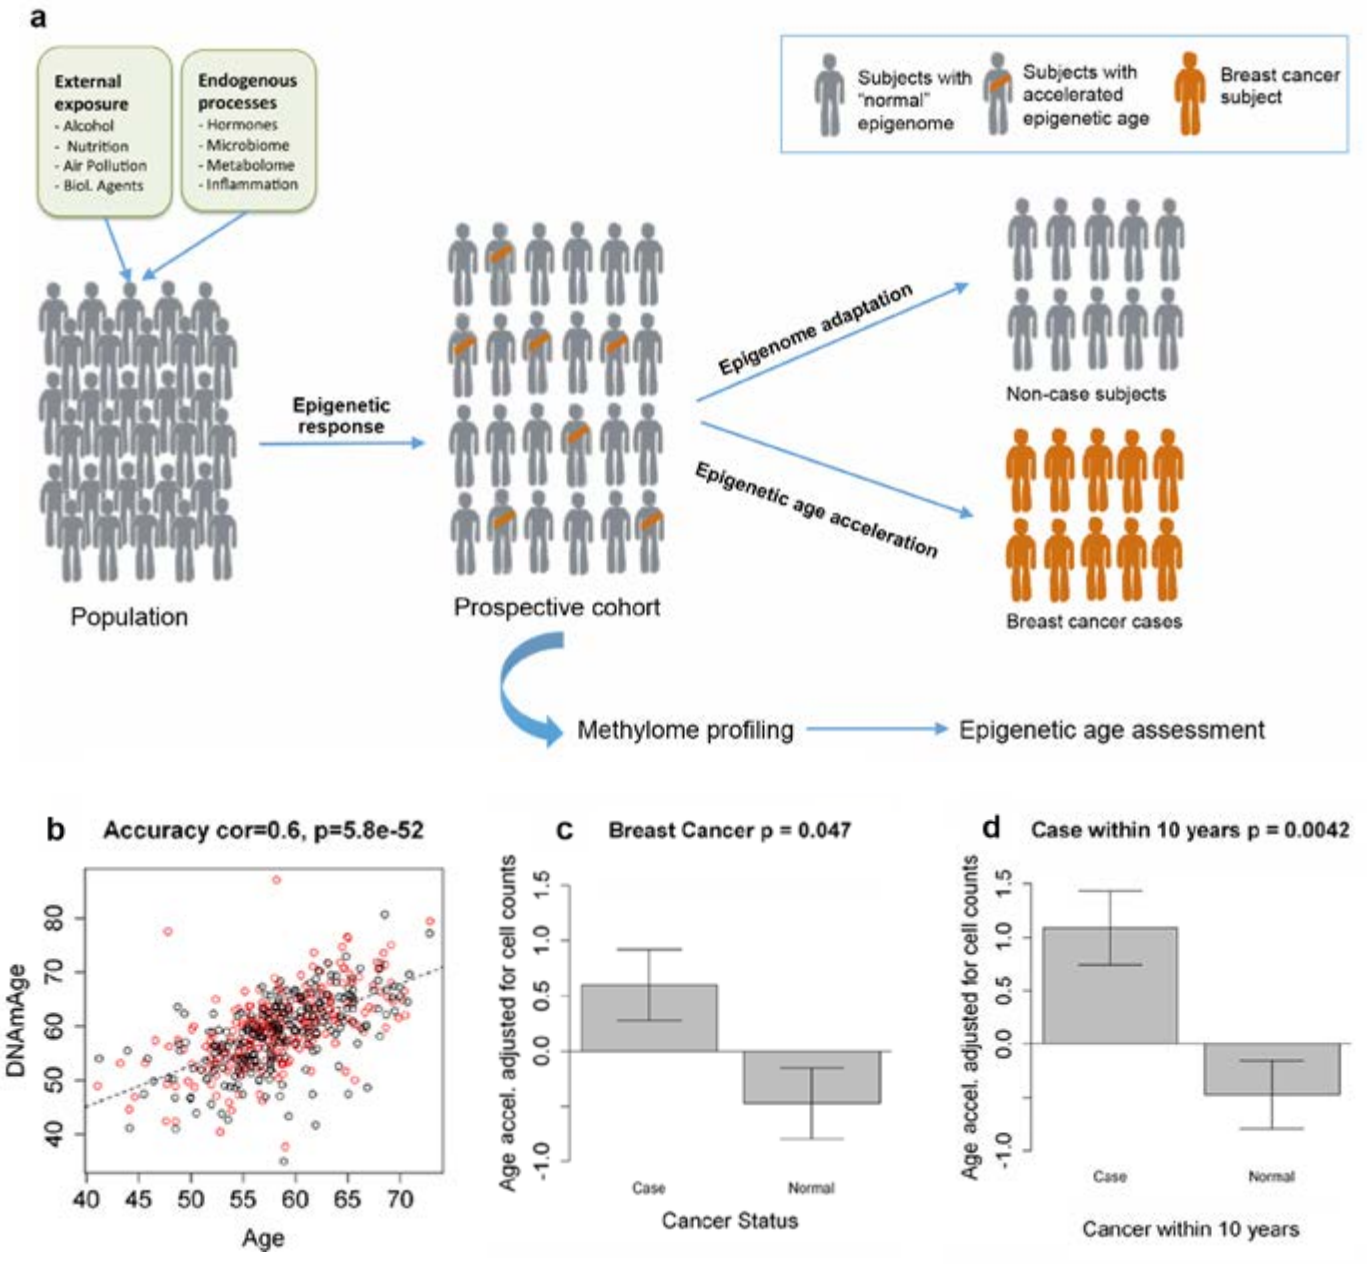 a
External
exposure
- Alcohol
- Nutrition
- Air Pollution
- Biol. Agents
Endogenous
processes
- Hormones
- Microbiome
- Metabolome
- Inflammation
Subjects with
"normal"
epigenome
Subjects with
accelerated
epigenetic age
Breast cancer
subject
Epigenetic
response
Epigenome adaptation
Epigenetic age acceleration
Non-case subjects
Breast cancer cases
Population
Prospective cohort
Methylome profiling
Epigenetic age assessment
b
Accuracy cor=0.6, p=5.8e-52
DNAmAge
80
70
60
50
40
40 45 50 55 60 65 70
Age
c
Breast Cancer p = 0.047
Age accel. adjusted for cell counts
1.5
1.0
0.5
0.0
-1.0
Case Normal
Cancer Status
d
Case within 10 years p = 0.0042
Age accel. adjusted for cell counts
1.5
1.0
0.5
0.0
-1.0
Case Normal
Cancer within 10 years